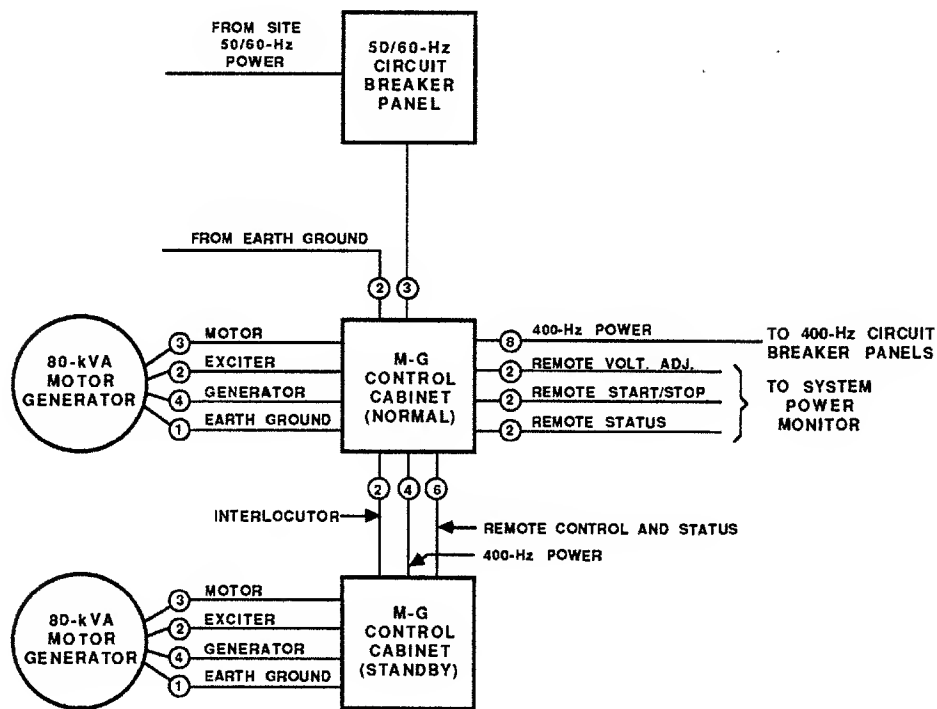 FROM SITE
50/60-Hz
POWER
5D/60-Hz
CIRCUIT
BREAKER
PANEL
FROM EARTH GROUND
2
3
80-kVA
MOTOR
GENERATOR
3
MOTOR
2
EXCITER
4
GENERATOR
1
EARTH GROUND
M-G
CONTROL
CABINET
(NORMAL)
8
400-Hz POWER
2
REMOTE VOLT. ADJ.
2
REMOTE START/STOP
2
REMOTE STATUS
TO 400-Hz CIRCUIT
BREAKER PANELS
TO SYSTEM
POWER
MONITOR
2
4
6
INTERLOCUTOR
REMOTE CONTROL AND STATUS
400-Hz POWER
8D-kVA
MOTOR
GENERATOR
3
MOTOR
2
EXCITER
4
GENERATOR
1
EARTH GROUND
M-G
CONTROL
CABINET
(STANDBY)